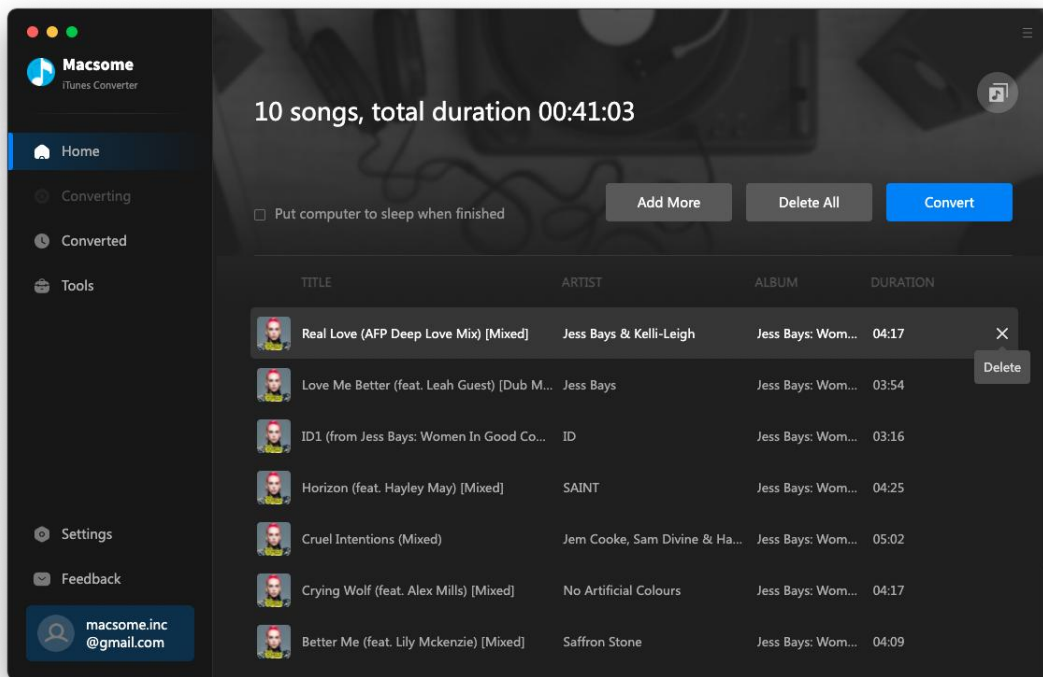 Macsome
iTunes Converter
Home
Converting
Converted
Tools
Settings
Feedback
macsome.inc
@gmail.com
10 songs, total duration 00:41:03
Put computer to sleep when finished
Add More
Delete All
Convert
TITLE ARTIST ALBUM DURATION
Real Love (AFP Deep Love Mix) [Mixed] Jess Bays & Kelli-Leigh Jess Bays: Wom... 04:17
Delete
Love Me Better (feat. Leah Guest) [Dub M... Jess Bays Jess Bays: Wom... 03:54
ID1 (from Jess Bays: Women In Good Co... ID Jess Bays: Wom... 03:16
Horizon (feat. Hayley May) [Mixed] SAINT Jess Bays: Wom... 04:25
Cruel Intentions (Mixed) Jem Cooke, Sam Divine & Ha... Jess Bays: Wom... 05:02
Crying Wolf (feat. Alex Mills) [Mixed] No Artificial Colours Jess Bays: Wom... 04:17
Better Me (feat. Lily Mckenzie) [Mixed] Saffron Stone Jess Bays: Wom... 04:09